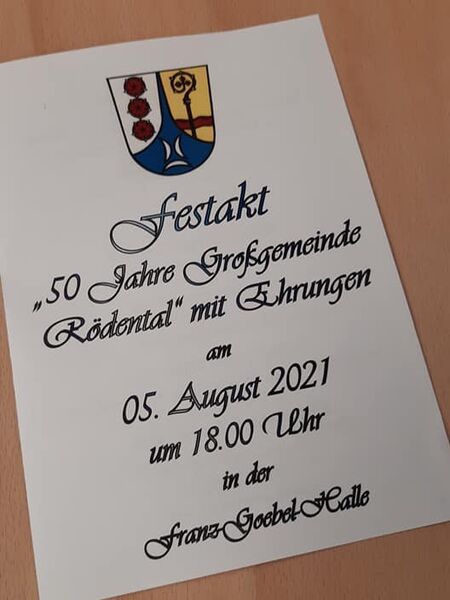 Festakt
„50 Jahre Großgemeinde
Rödental“ mit Ehrungen
am
05. August 2021
um 18.00 Uhr
in der
Franz-Goebel-Halle